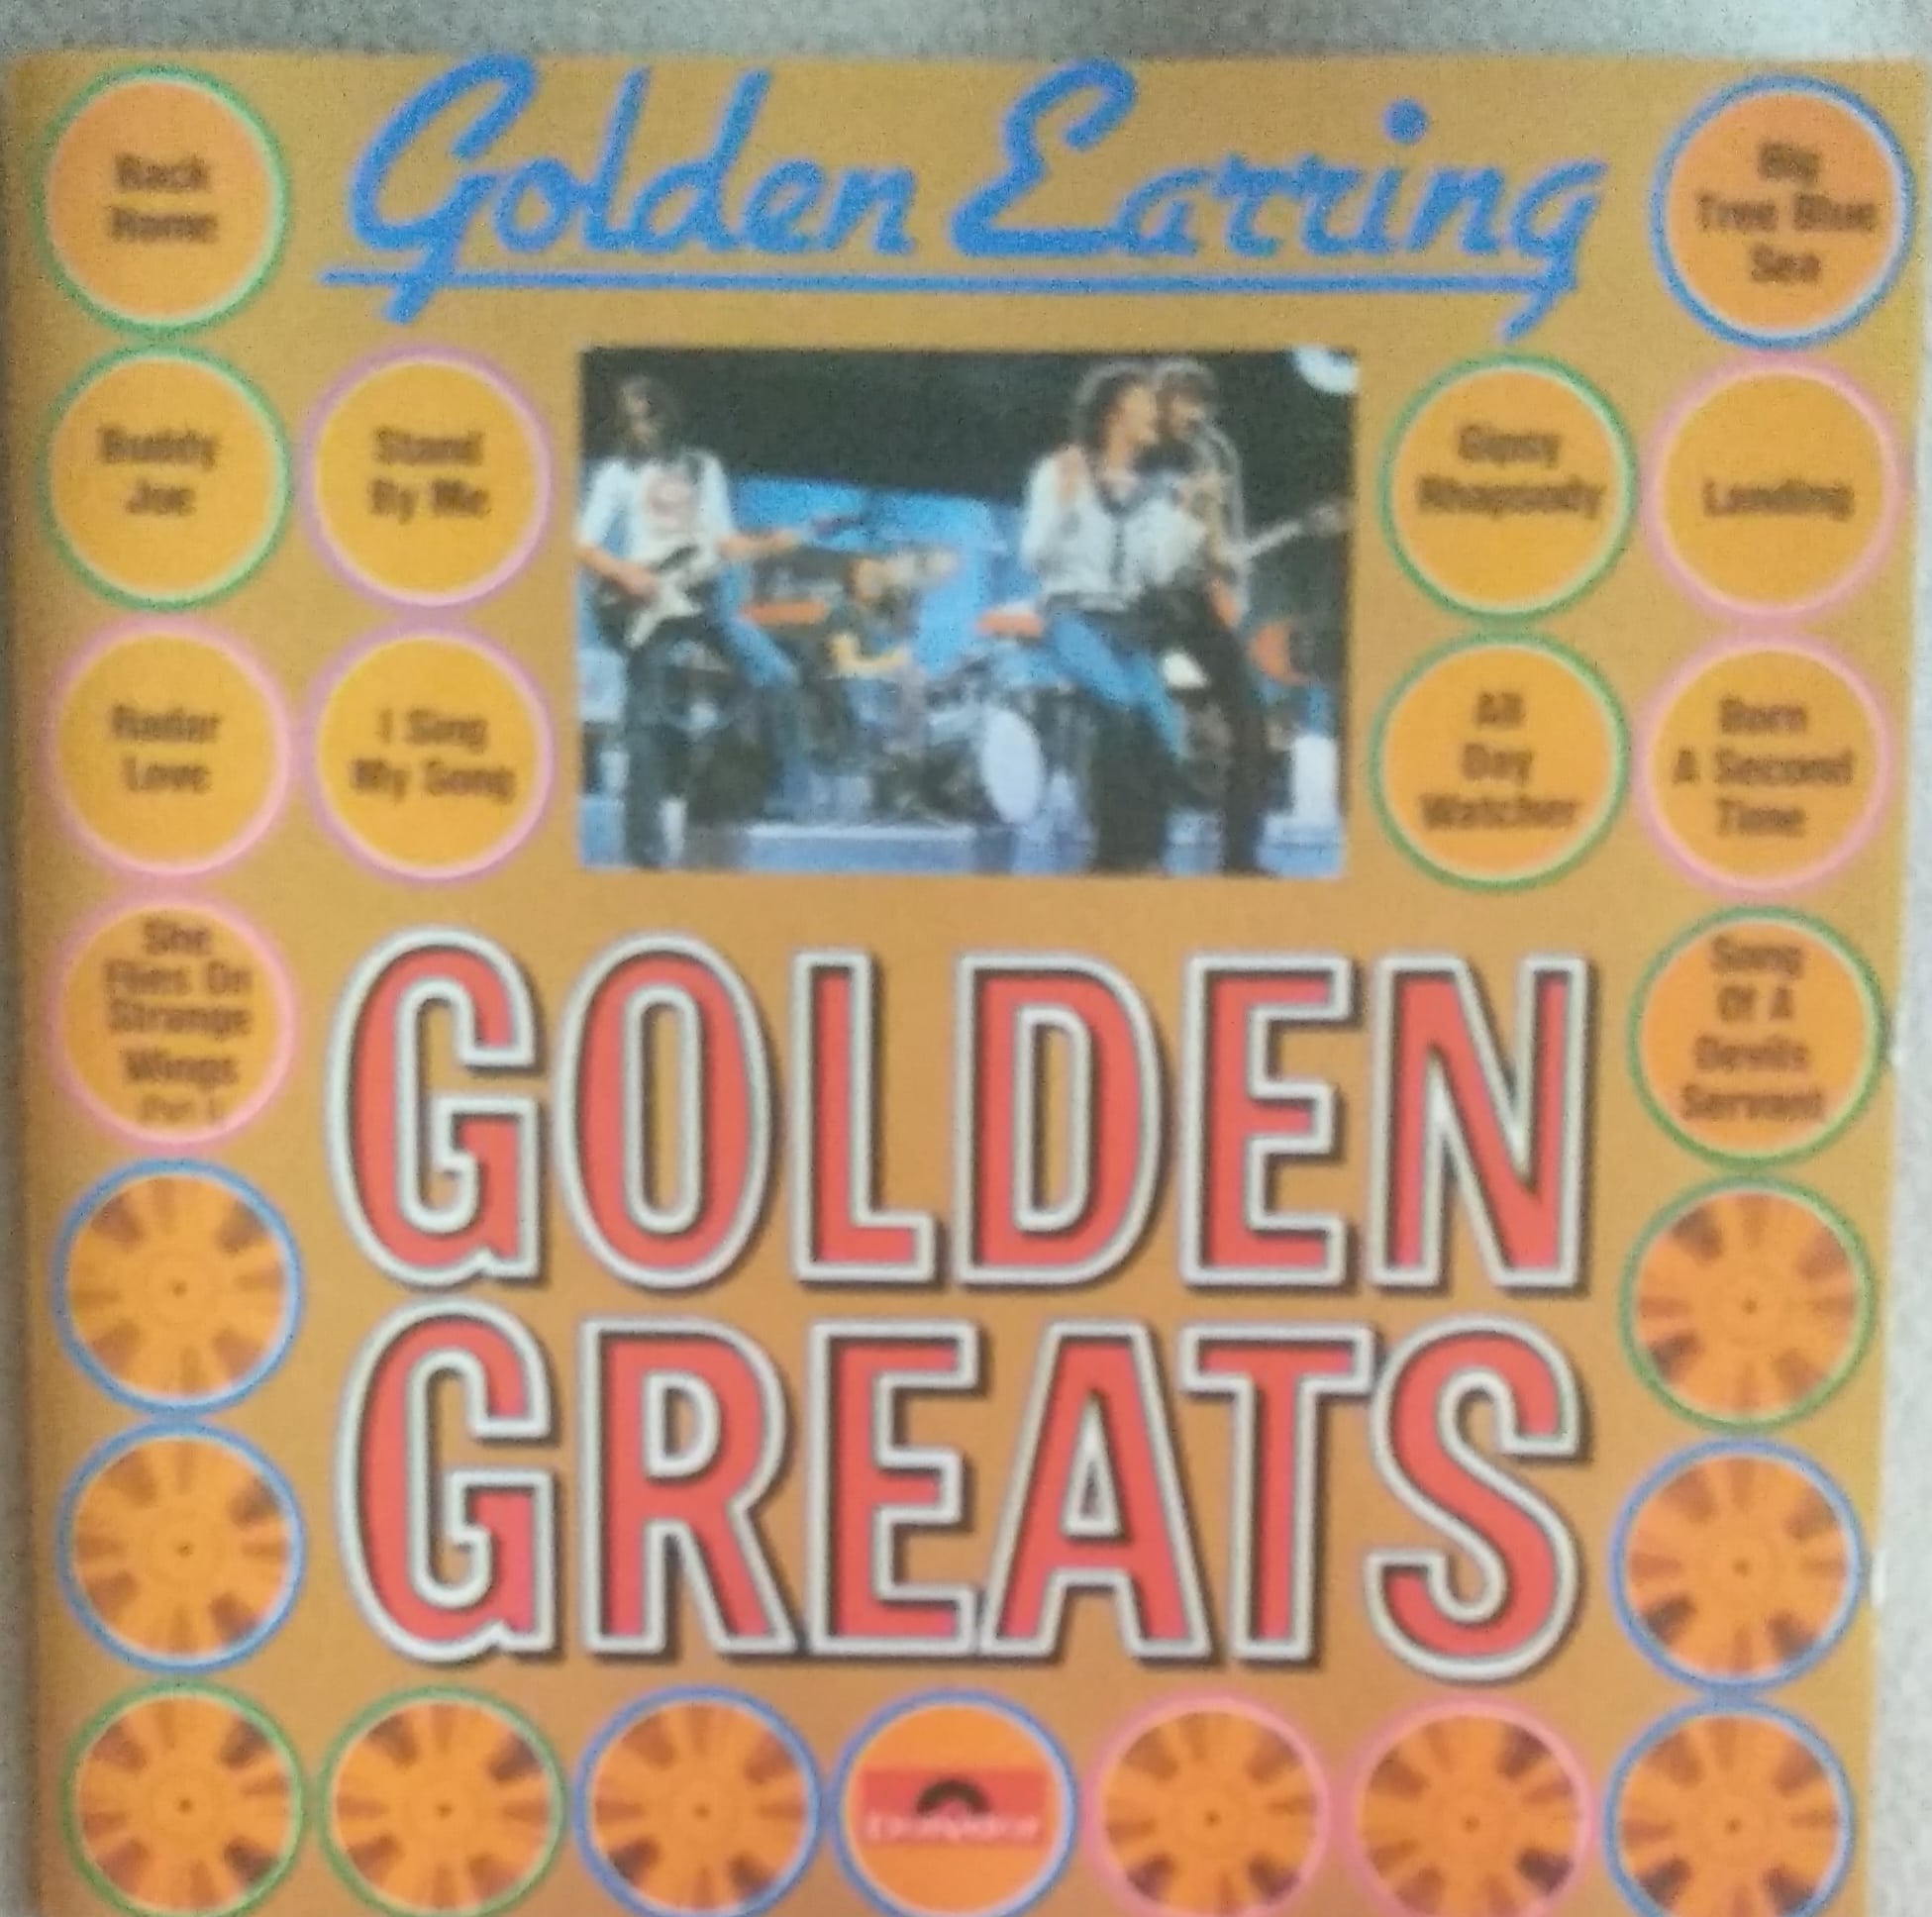 Golden Earring
Back
Home
Big
Tree Blue
Sea
Buddy
Joe
Stand
By Me
Gipsy
Rhapsody
Landing
Radar
Love
I Sing
My Song
All
Day
Watcher
Born
A Second
Time
She
Flies On
Strange
Wings
Song
Of A
Devils
Servant
GOLDEN
GREATS